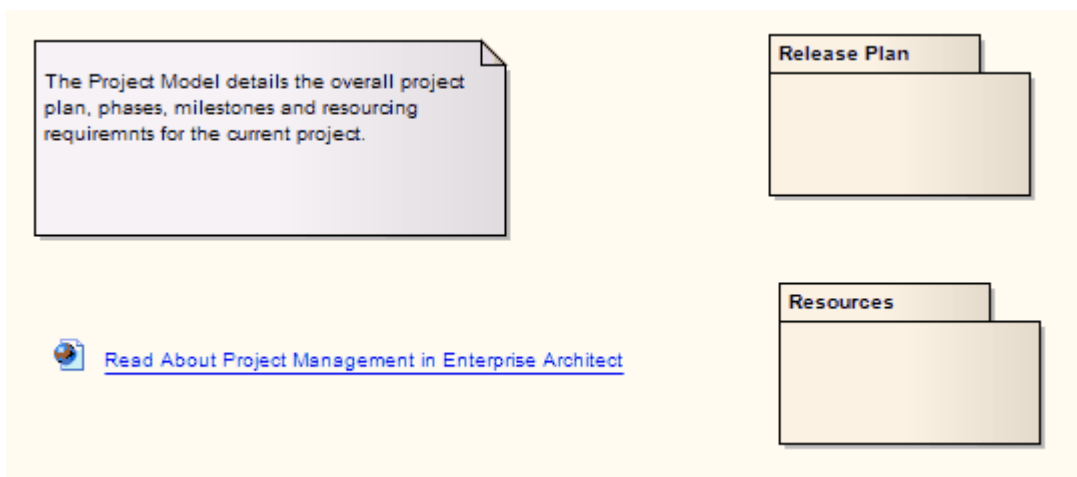 The Project Model details the overall project
plan, phases, milestones and resourcing
requiremnts for the current project.
Release Plan
Resources
Read About Project Management in Enterprise Architect